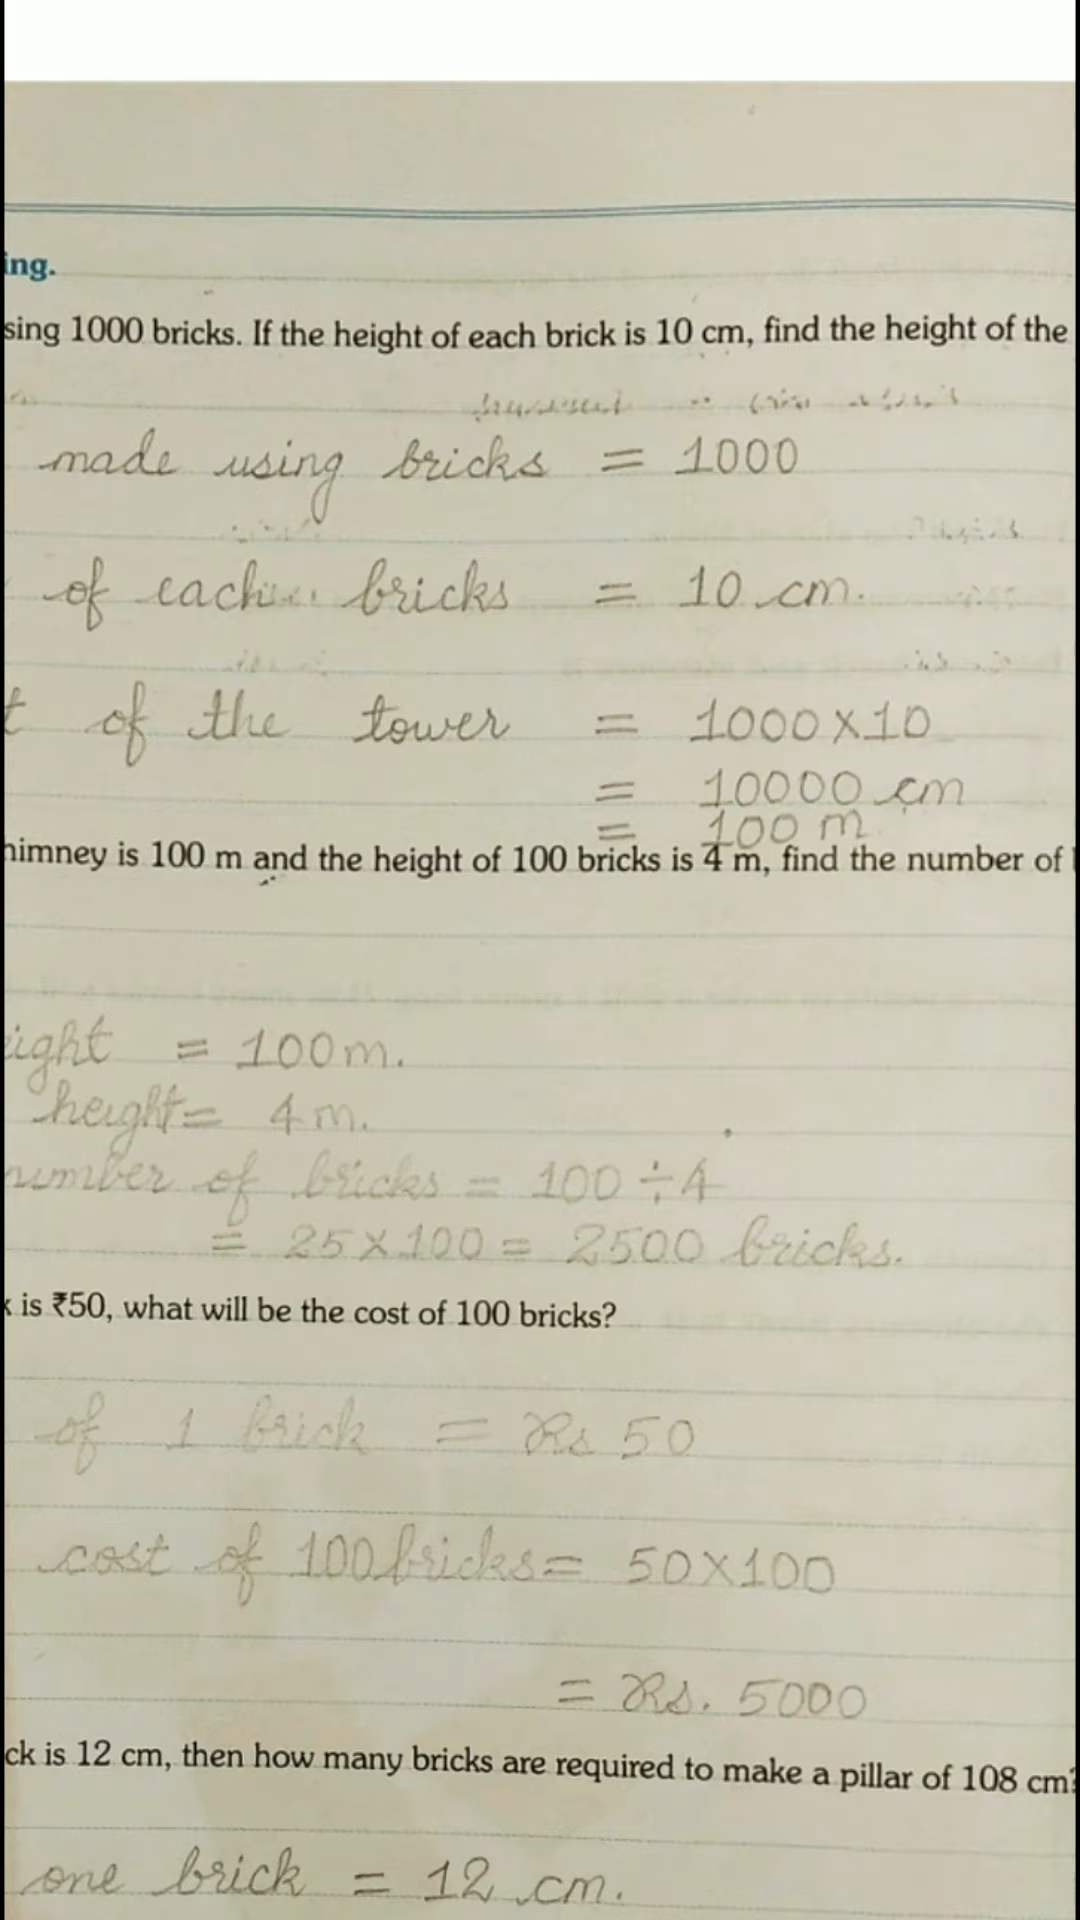 ing.
sing 1000 bricks. If the height of each brick is 10 cm, find the height of the
made using bricks = 1000
of each bricks = 10 cm.
t of the tower = 1000 x 10
= 10000 cm
= 100 m
himney is 100 m and the height of 100 bricks is 4 m, find the number of
ight = 100m.
height = 4 m.
number of bricks = 100 ÷ 4
= 25 x 100 = 2500 bricks.
k is ₹50, what will be the cost of 100 bricks?
of 1 brick = Rs 50
cost of 100 bricks = 50 x 100
= Rs. 5000
ck is 12 cm, then how many bricks are required to make a pillar of 108 cm?
one brick = 12 cm.